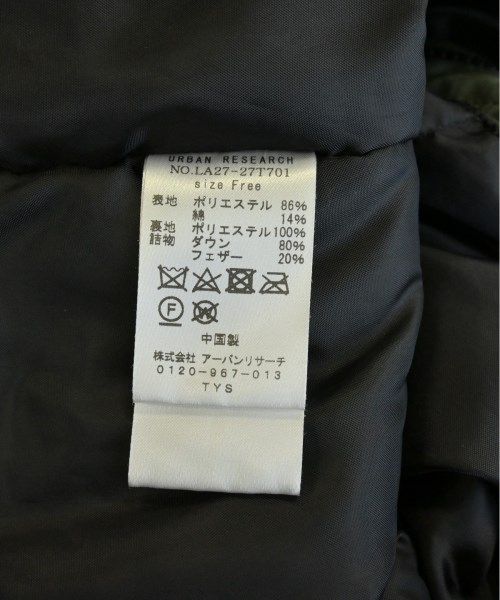 URBAN RESEARCH
NO.LA27-27T701
size Free
表地 ポリエステル 86%
綿 14%
裏地 ポリエステル100%
詰物 ダウン 80%
フェザー 20%
F W
中国製
株式会社 アーバンリサーチ
0120-967-013
TYS